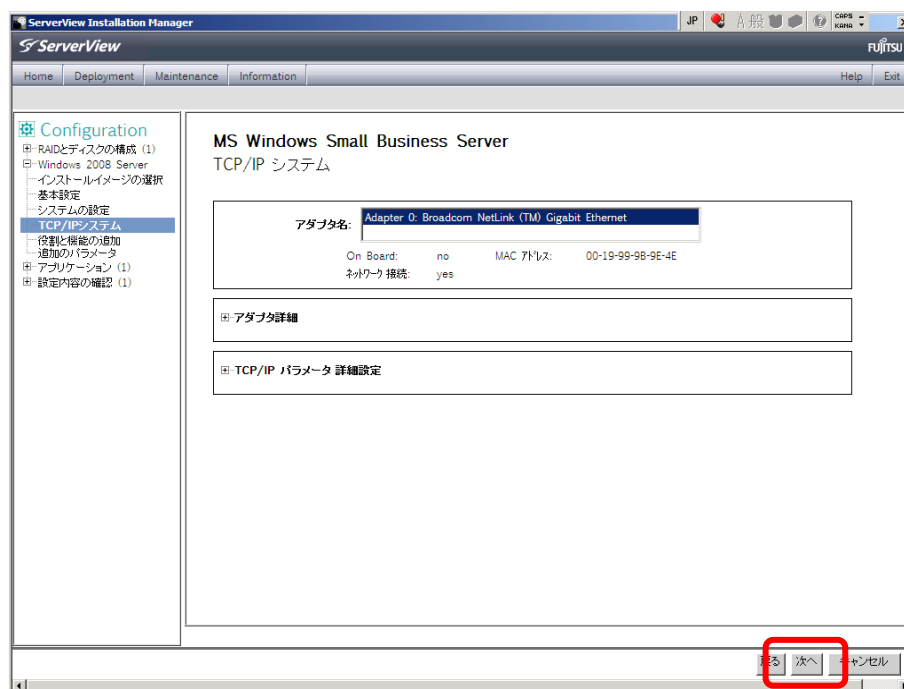 ServerView Installation Manager
JP A 般 CAPS KANA
ServerView
FUJITSU
Home Deployment Maintenance Information Help Exit
Configuration
RAIDとディスクの構成 (1)
Windows 2008 Server
インストールイメージの選択
基本設定
システムの設定
TCP/IPシステム
役割と機能の追加
追加のパラメータ
アプリケーション (1)
設定内容の確認 (1)
MS Windows Small Business Server
TCP/IP システム
アダプタ名: Adapter 0: Broadcom NetLink (TM) Gigabit Ethernet
On Board: no MAC アドレス: 00-19-99-9B-9E-4E
ネットワーク 接続: yes
アダプタ詳細
TCP/IP パラメータ 詳細設定
戻る 次へ キャンセル